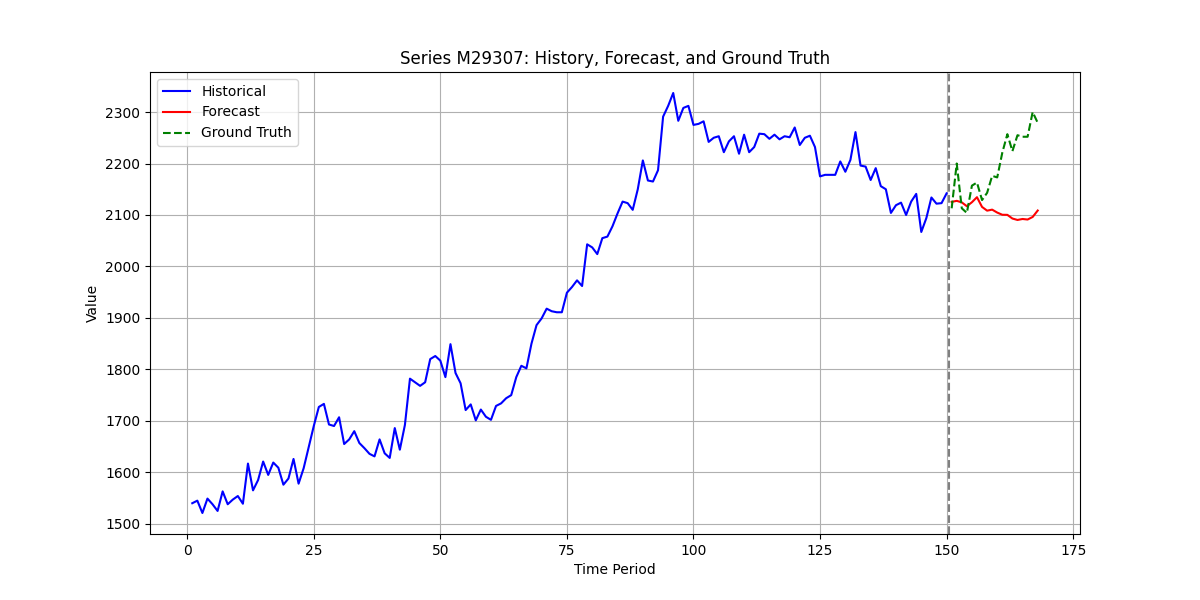 Series M29307: History, Forecast, and Ground Truth
Historical
Forecast
Ground Truth
2300
2200
2100
2000
1900
1800
1700
1600
1500
Value
0 25 50 75 100 125 150 175
Time Period